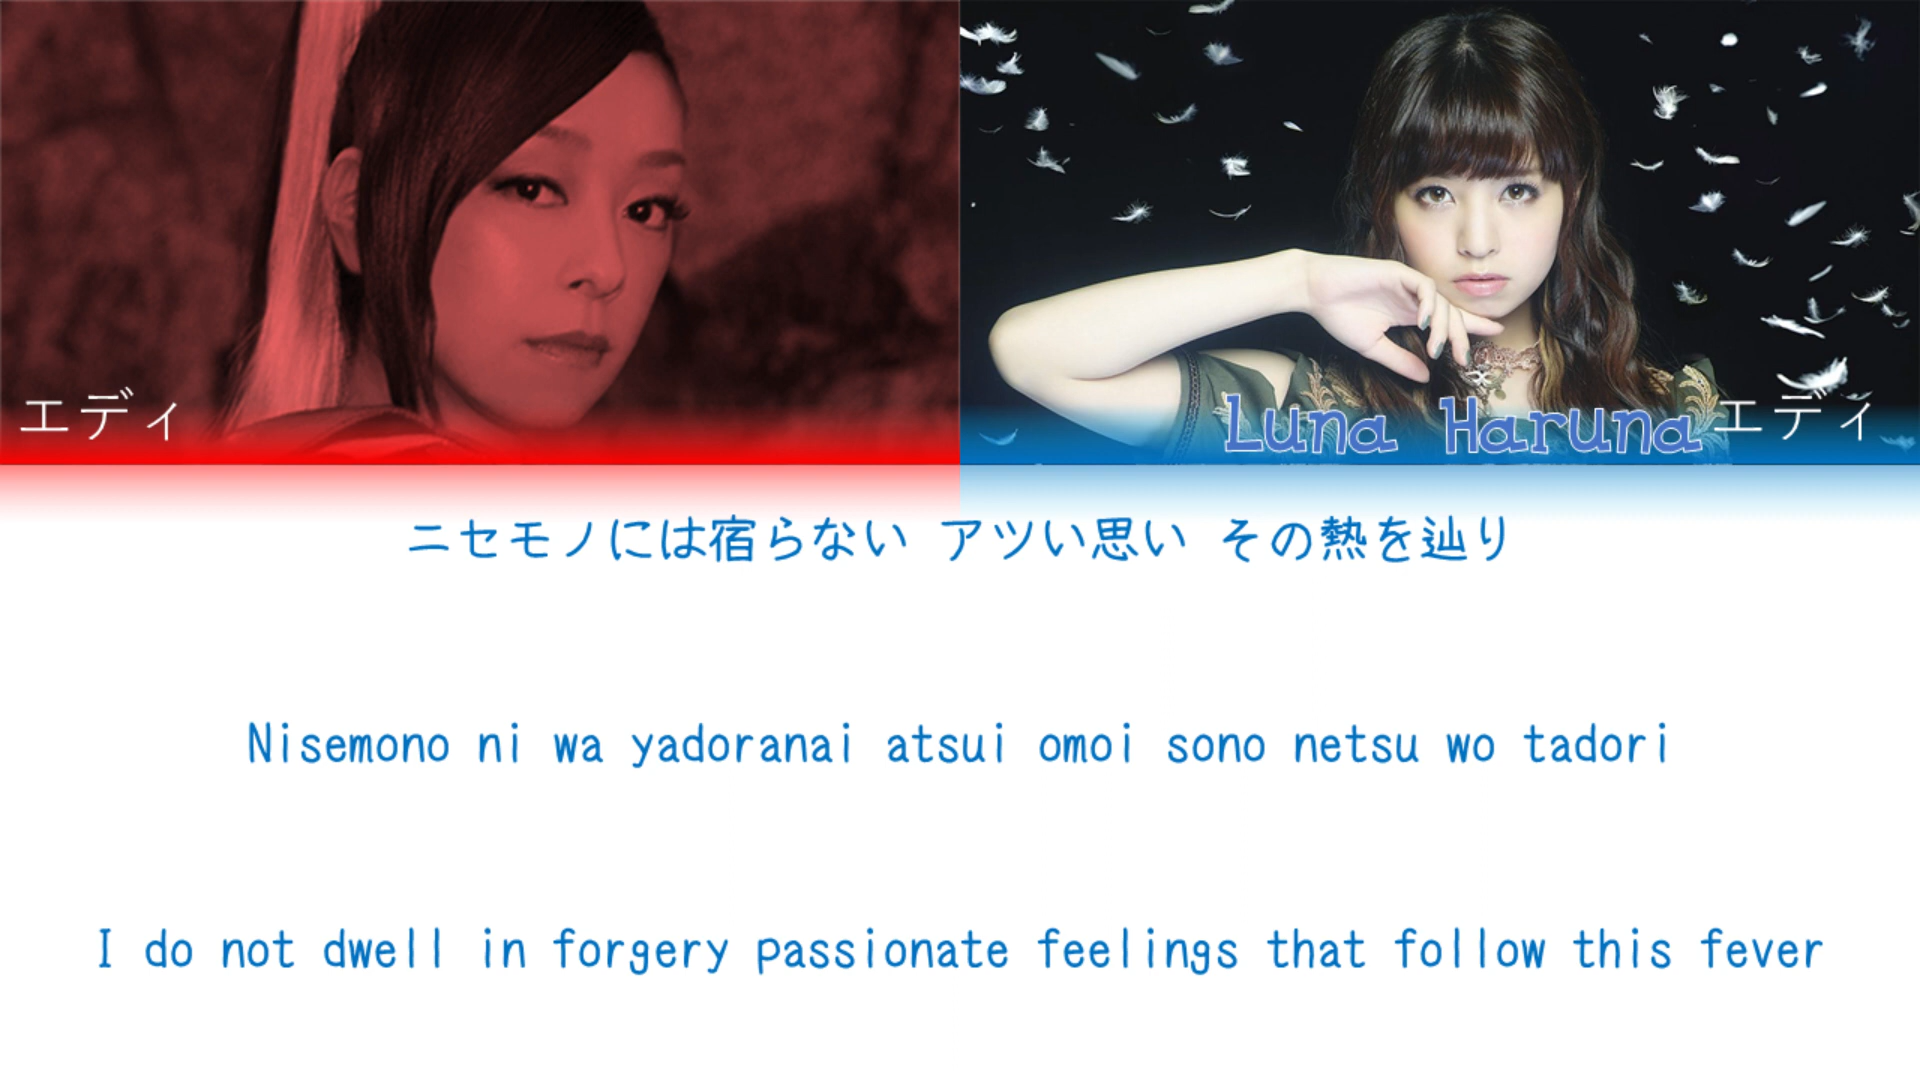 エディ
Luna Haruna エディ
ニセモノには宿らない アツい思い その熱を辿り
Nisemono ni wa yadoranai atsui omoi sono netsu wo tadori
I do not dwell in forgery passionate feelings that follow this fever